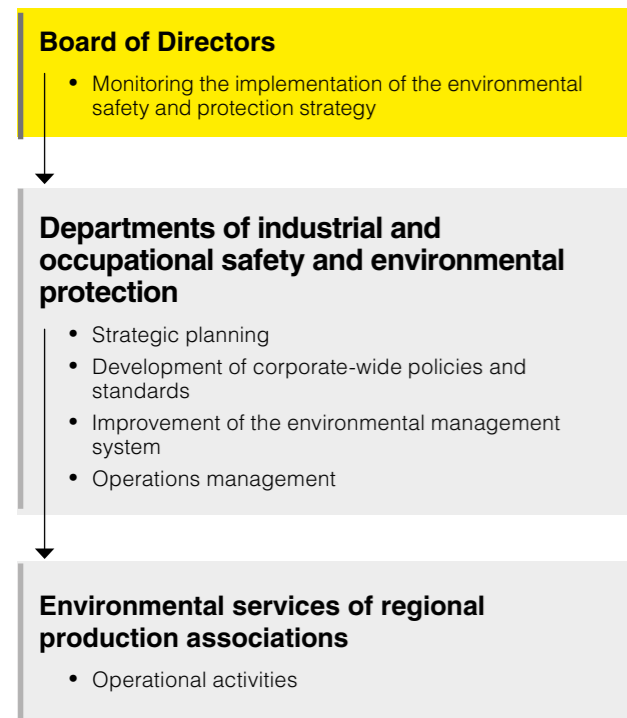 Board of Directors
• Monitoring the implementation of the environmental
safety and protection strategy
Departments of industrial and
occupational safety and environmental
protection
• Strategic planning
• Development of corporate-wide policies and
standards
• Improvement of the environmental management
system
• Operations management
Environmental services of regional
production associations
• Operational activities